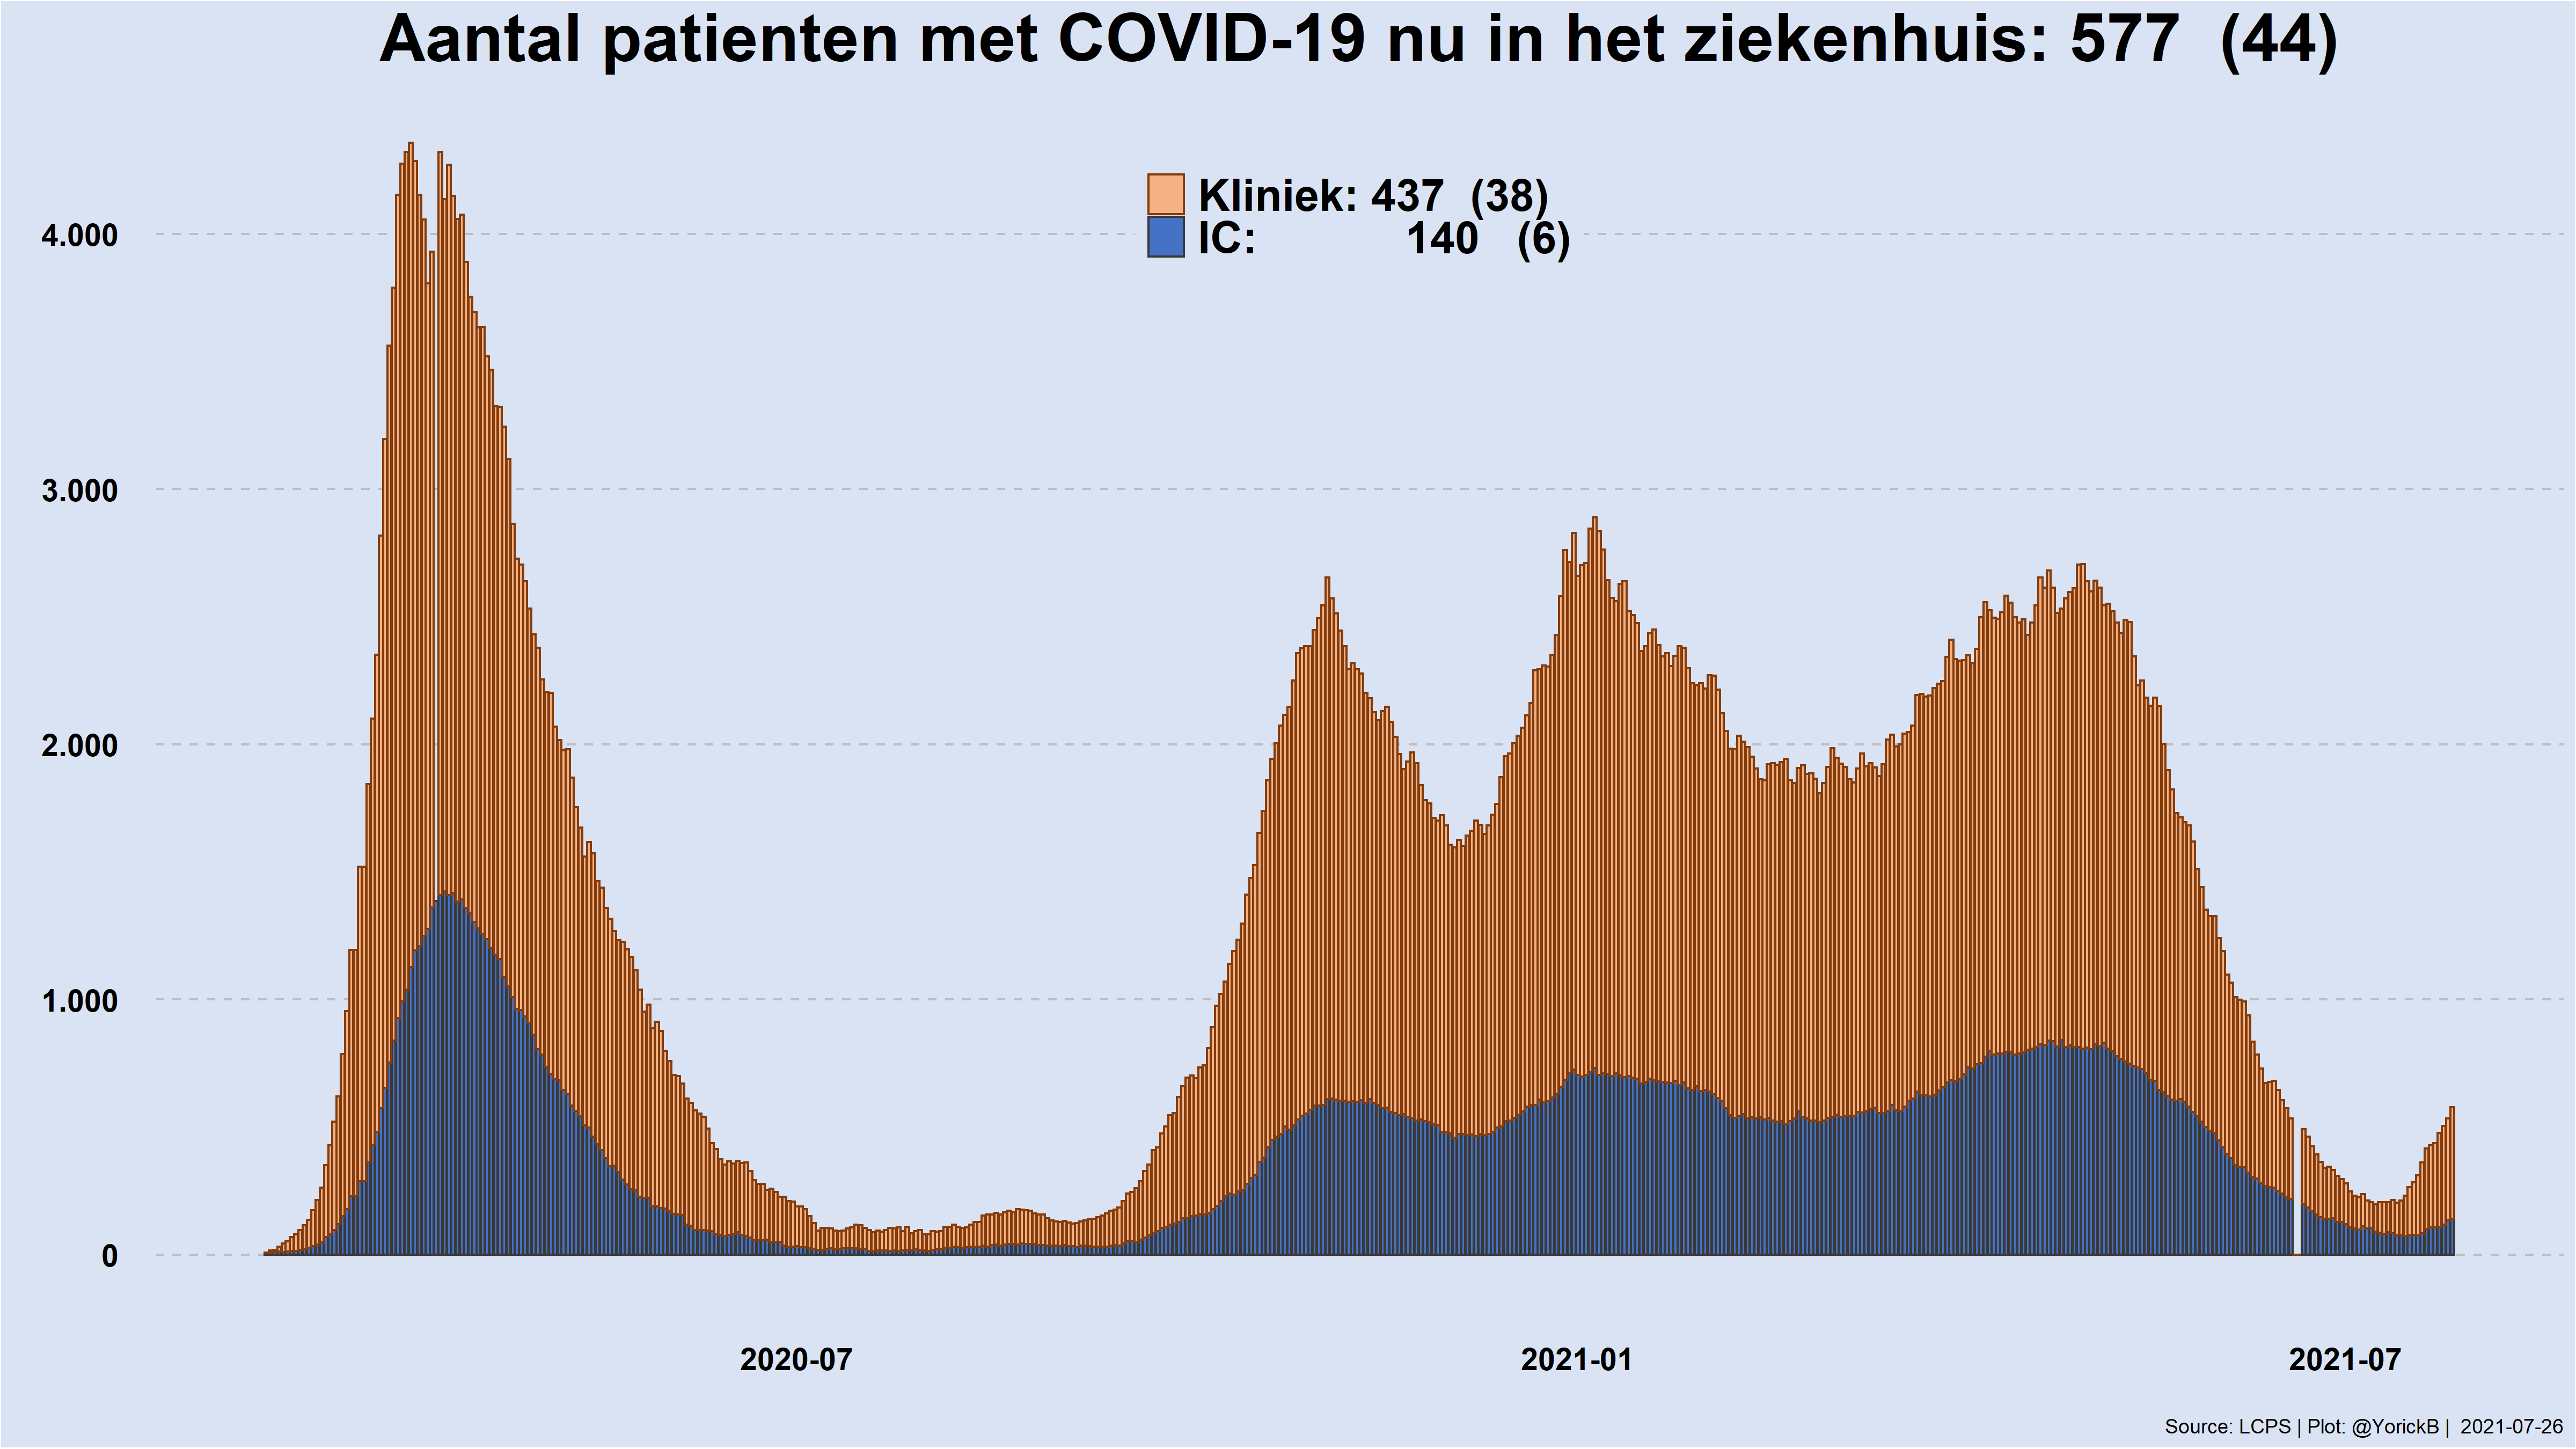 Aantal patienten met COVID-19 nu in het ziekenhuis: 577 (44)
Kliniek: 437 (38)
IC: 140 (6)
4.000
3.000
2.000
1.000
0
2020-07
2021-01
2021-07
Source: LCPS | Plot: @YorickB | 2021-07-26